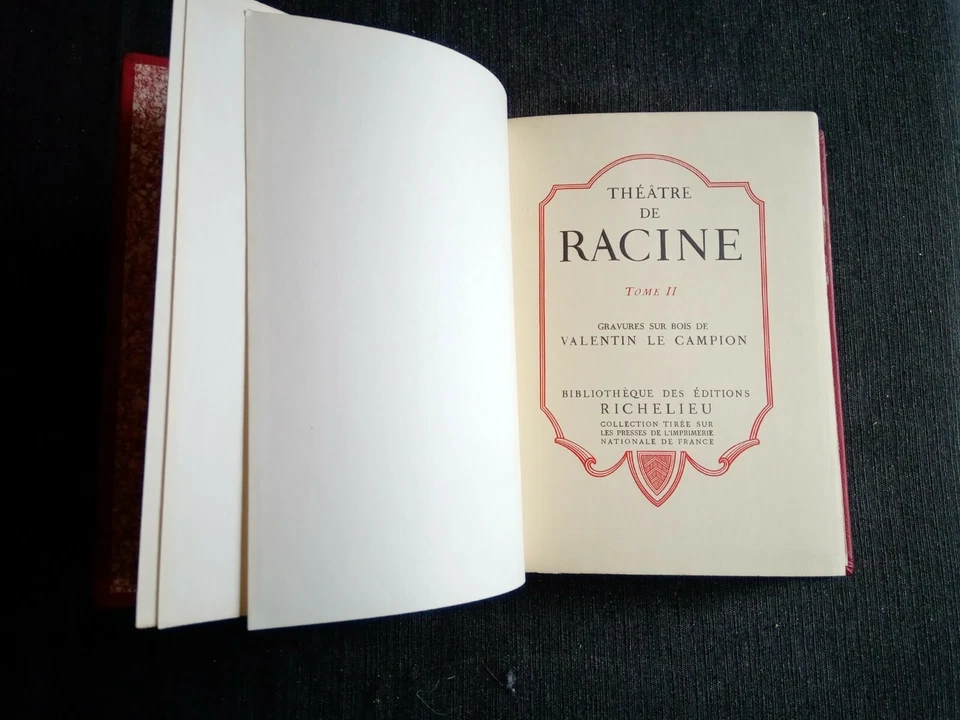 THÉÂTRE
DE
RACINE
TOME II
GRAVURES SUR BOIS DE
VALENTIN LE CAMPION
BIBLIOTHÈQUE DES ÉDITIONS
RICHELIEU
COLLECTION TIRÉE SUR
LES PRESSES DE L'IMPRIMERIE
NATIONALE DE FRANCE